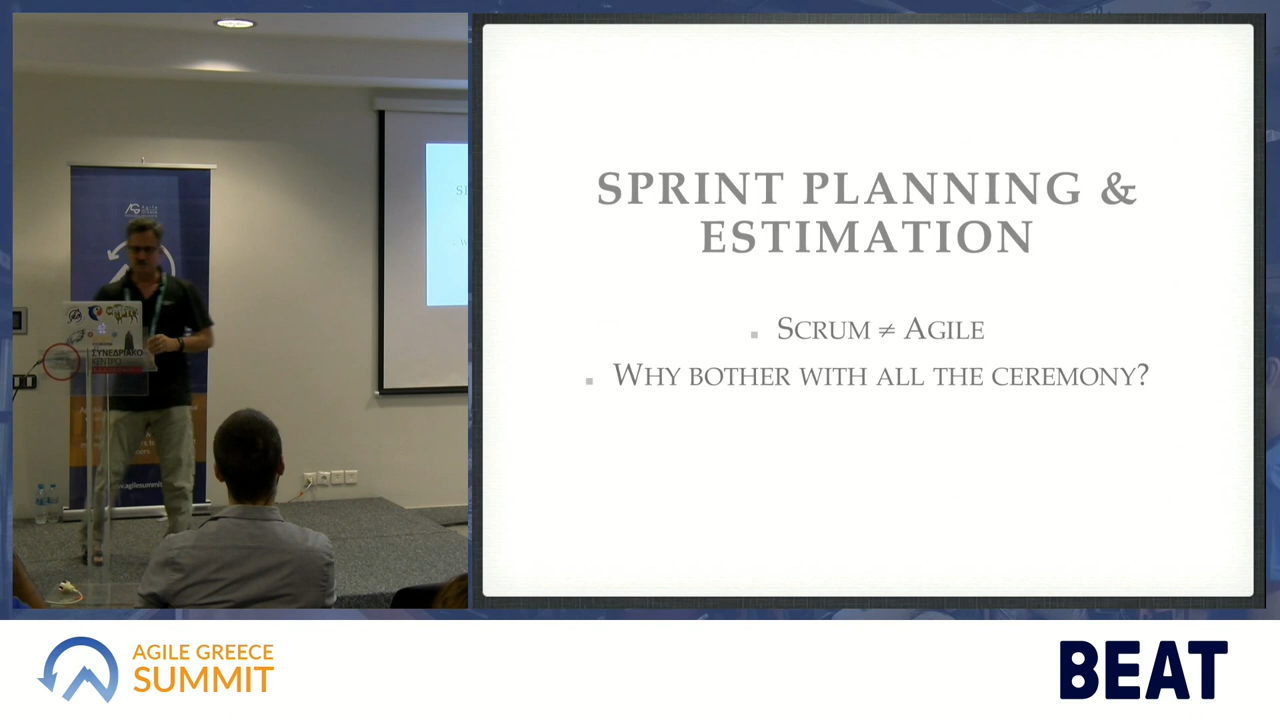 SPRINT PLANNING &
ESTIMATION
SCRUM ≠ AGILE
WHY BOTHER WITH ALL THE CEREMONY?
ΣΥΝΕΔΡΙΑΚΟ
ΚΕΝΤΡΟ
AGILE GREECE
SUMMIT
BEAT